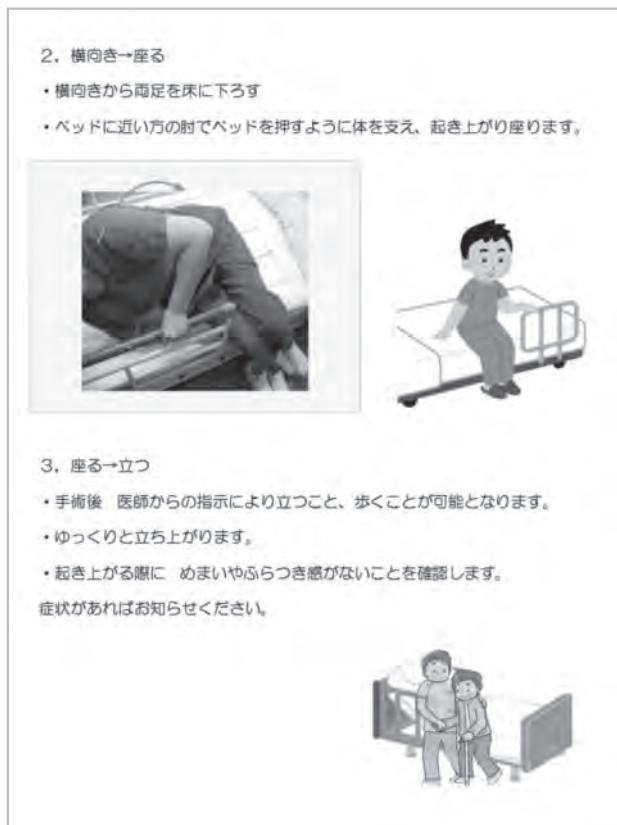 2．横向き→座る
・横向きから両足を床に下ろす
・ベッドに近い方の肘でベッドを押すように体を支え、起き上がり座ります。
3．座る→立つ
・手術後　医師からの指示により立つこと、歩くことが可能となります。
・ゆっくりと立ち上がります。
・起き上がる際に　めまいやふらつき感がないことを確認します。
症状があればお知らせください。